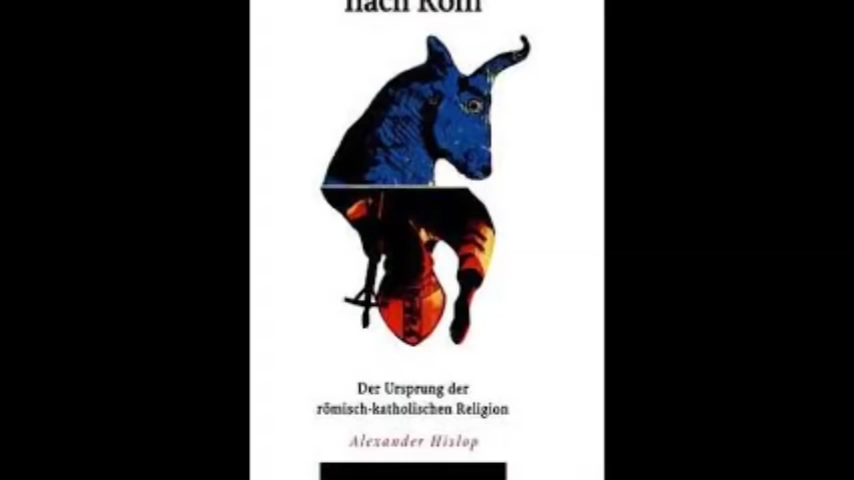 nach Rom
Der Ursprung der
römisch-katholischen Religion
Alexander Hislop